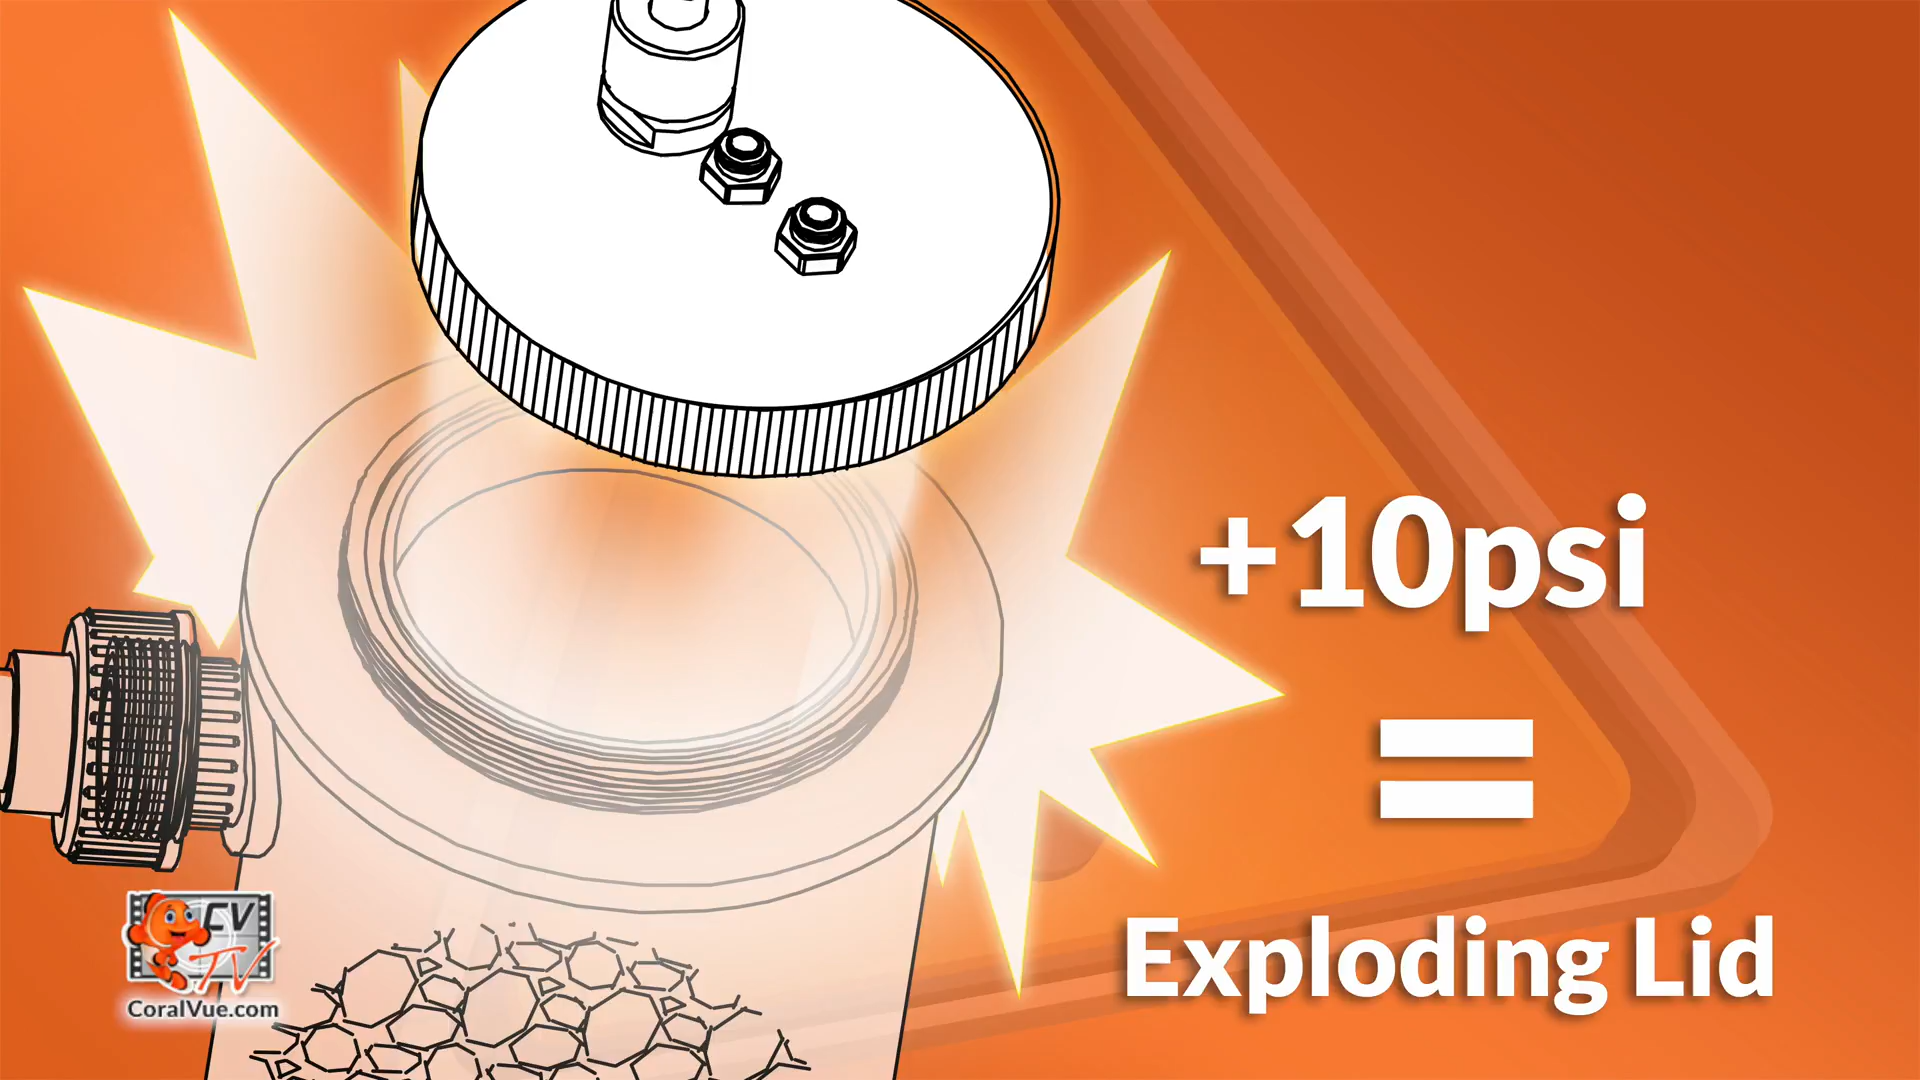 +10psi
=
Exploding Lid
CV
TV
CoralVue.com